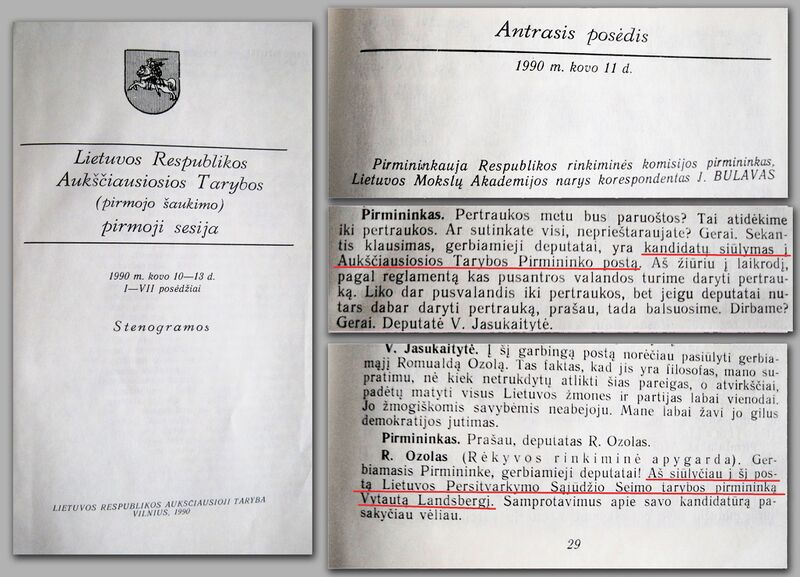 Lietuvos Respublikos
Aukščiausiosios Tarybos
(pirmojo šaukimo)
pirmoji sesija
1990 m. kovo 10—13 d.
I—VII posėdžiai
Stenogramos
LIETUVOS RESPUBLIKOS AUKŠČIAUSIOJI TARYBA
VILNIUS, 1990
Antrasis posėdis
1990 m. kovo 11 d.
Pirmininkauja Respublikos rinkiminės komisijos pirmininkas,
Lietuvos Mokslų Akademijos narys korespondentas J. BULAVAS
Pirmininkas. Pertraukos metu bus paruoštos? Tai atidėkime
iki pertraukos. Ar sutinkate visi, neprieštaraujate? Gerai. Sekan-
tis klausimas, gerbiamieji deputatai, yra kandidatų siūlymas į
Aukščiausiosios Tarybos Pirmininko postą. Aš žiūriu į laikrodį,
pagal reglamentą kas pusantros valandos turime daryti pertrau-
ką. Liko dar pusvalandis iki pertraukos, bet jeigu deputatai nu-
tars dabar daryti pertrauką, prašau, tada balsuosime. Dirbame?
Gerai. Deputatė V. Jasukaitytė.
V. Jasukaitytė. Į šį garbingą postą norėčiau pasiūlyti gerbia-
mąjį Romualdą Ozolą. Tas faktas, kad jis yra filosofas, mano su-
pratimu, nė kiek netrukdytų atlikti šias pareigas, o atvirkščiai,
padėtų matyti visus Lietuvos žmones ir partijas labai vienodai.
Jo žmogiškomis savybėmis neabejoju. Mane labai žavi jo gilus
demokratijos jutimas.
Pirmininkas. Prašau, deputatas R. Ozolas.
R. Ozolas (Rėkyvos rinkiminė apygarda). Ger-
biamasis Pirmininke, gerbiamieji deputatai! Aš siūlyčiau į šį pos-
tą Lietuvos Persitvarkymo Sąjūdžio Seimo tarybos pirmininką
Vytautą Landsbergį. Samprotavimus apie savo kandidatūrą pa-
sakyčiau vėliau.
29